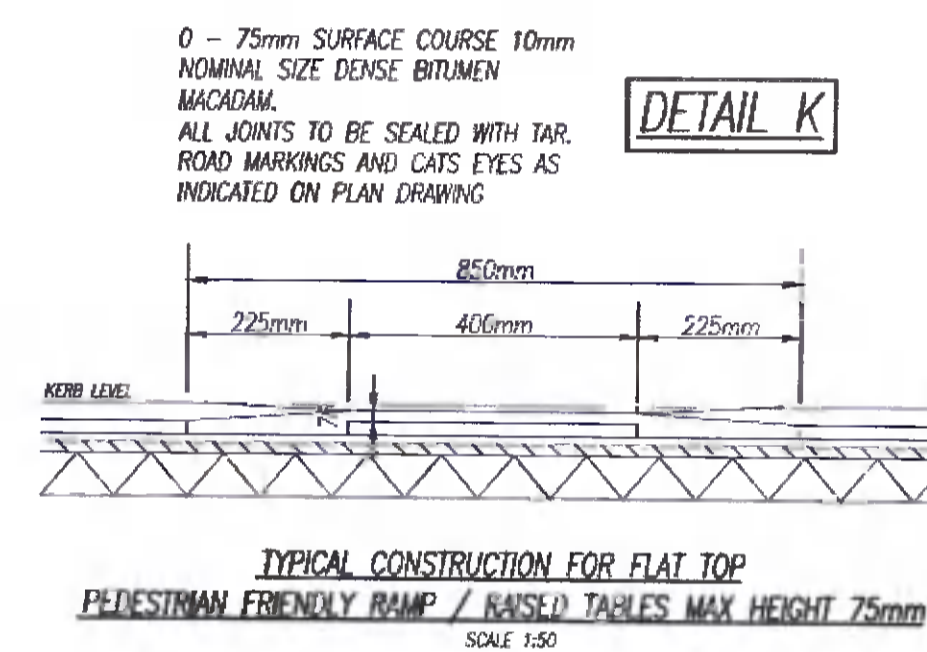 0 - 75mm SURFACE COURSE 10mm
NOMINAL SIZE DENSE BITUMEN
MACADAM.
ALL JOINTS TO BE SEALED WITH TAR.
ROAD MARKINGS AND CATS EYES AS
INDICATED ON PLAN DRAWING
DETAIL K
850mm
225mm
400mm
225mm
KERB LEVEL
TYPICAL CONSTRUCTION FOR FLAT TOP
PEDESTRIAN FRIENDLY RAMP / RAISED TABLES MAX HEIGHT 75mm
SCALE 1:50